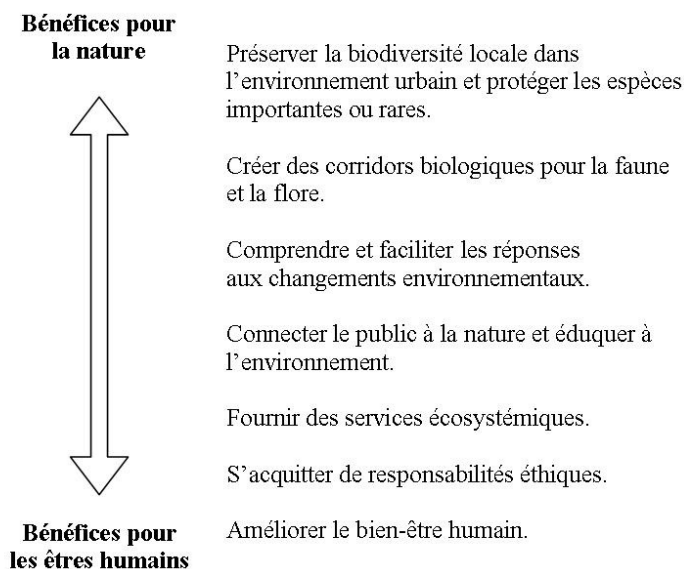 Bénéfices pour
la nature
Préserver la biodiversité locale dans
l’environnement urbain et protéger les espèces
importantes ou rares.
Créer des corridors biologiques pour la faune
et la flore.
Comprendre et faciliter les réponses
aux changements environnementaux.
Connecter le public à la nature et éduquer à
l’environnement.
Fournir des services écosystémiques.
S’acquitter de responsabilités éthiques.
Améliorer le bien-être humain.
Bénéfices pour
les êtres humains